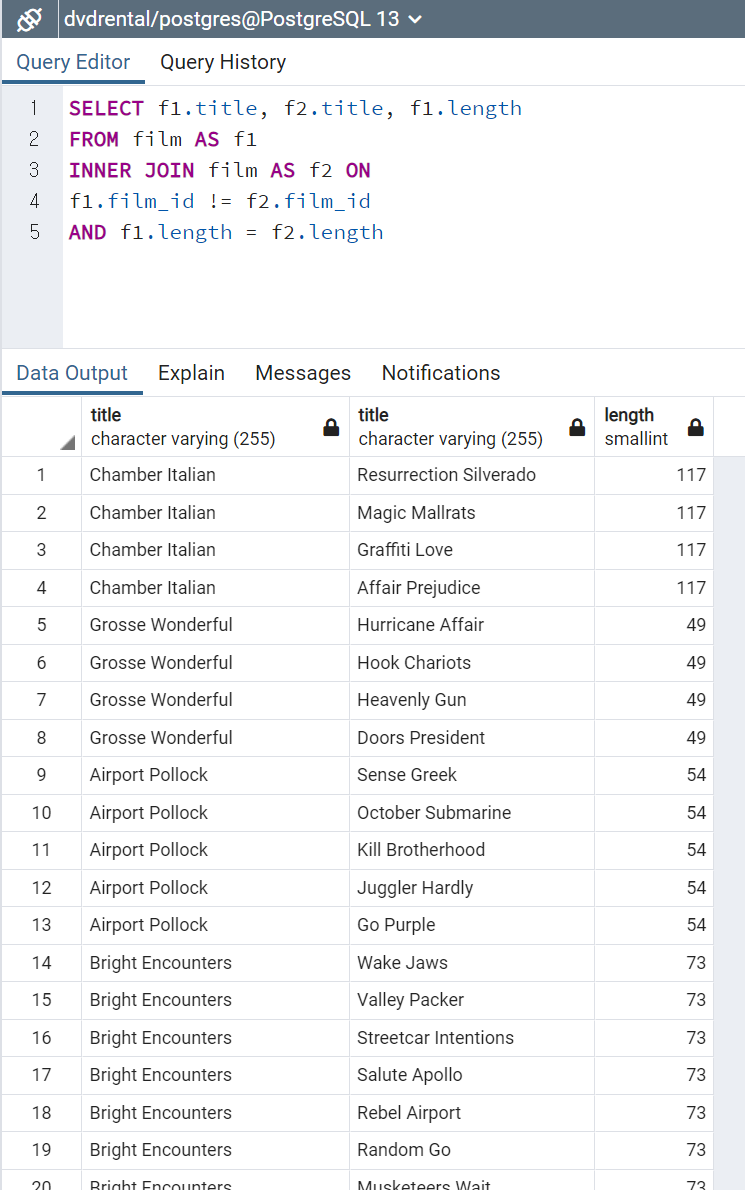 dvdrental/postgres@PostgreSQL 13
Query Editor Query History
1 SELECT f1.title, f2.title, f1.length
2 FROM film AS f1
3 INNER JOIN film AS f2 ON
4 f1.film_id != f2.film_id
5 AND f1.length = f2.length
Data Output Explain Messages Notifications
title title length
character varying (255) character varying (255) smallint
1 Chamber Italian Resurrection Silverado 117
2 Chamber Italian Magic Mallrats 117
3 Chamber Italian Graffiti Love 117
4 Chamber Italian Affair Prejudice 117
5 Grosse Wonderful Hurricane Affair 49
6 Grosse Wonderful Hook Chariots 49
7 Grosse Wonderful Heavenly Gun 49
8 Grosse Wonderful Doors President 49
9 Airport Pollock Sense Greek 54
10 Airport Pollock October Submarine 54
11 Airport Pollock Kill Brotherhood 54
12 Airport Pollock Juggler Hardly 54
13 Airport Pollock Go Purple 54
14 Bright Encounters Wake Jaws 73
15 Bright Encounters Valley Packer 73
16 Bright Encounters Streetcar Intentions 73
17 Bright Encounters Salute Apollo 73
18 Bright Encounters Rebel Airport 73
19 Bright Encounters Random Go 73
20 Bright Encounters Musketeers Wait 73